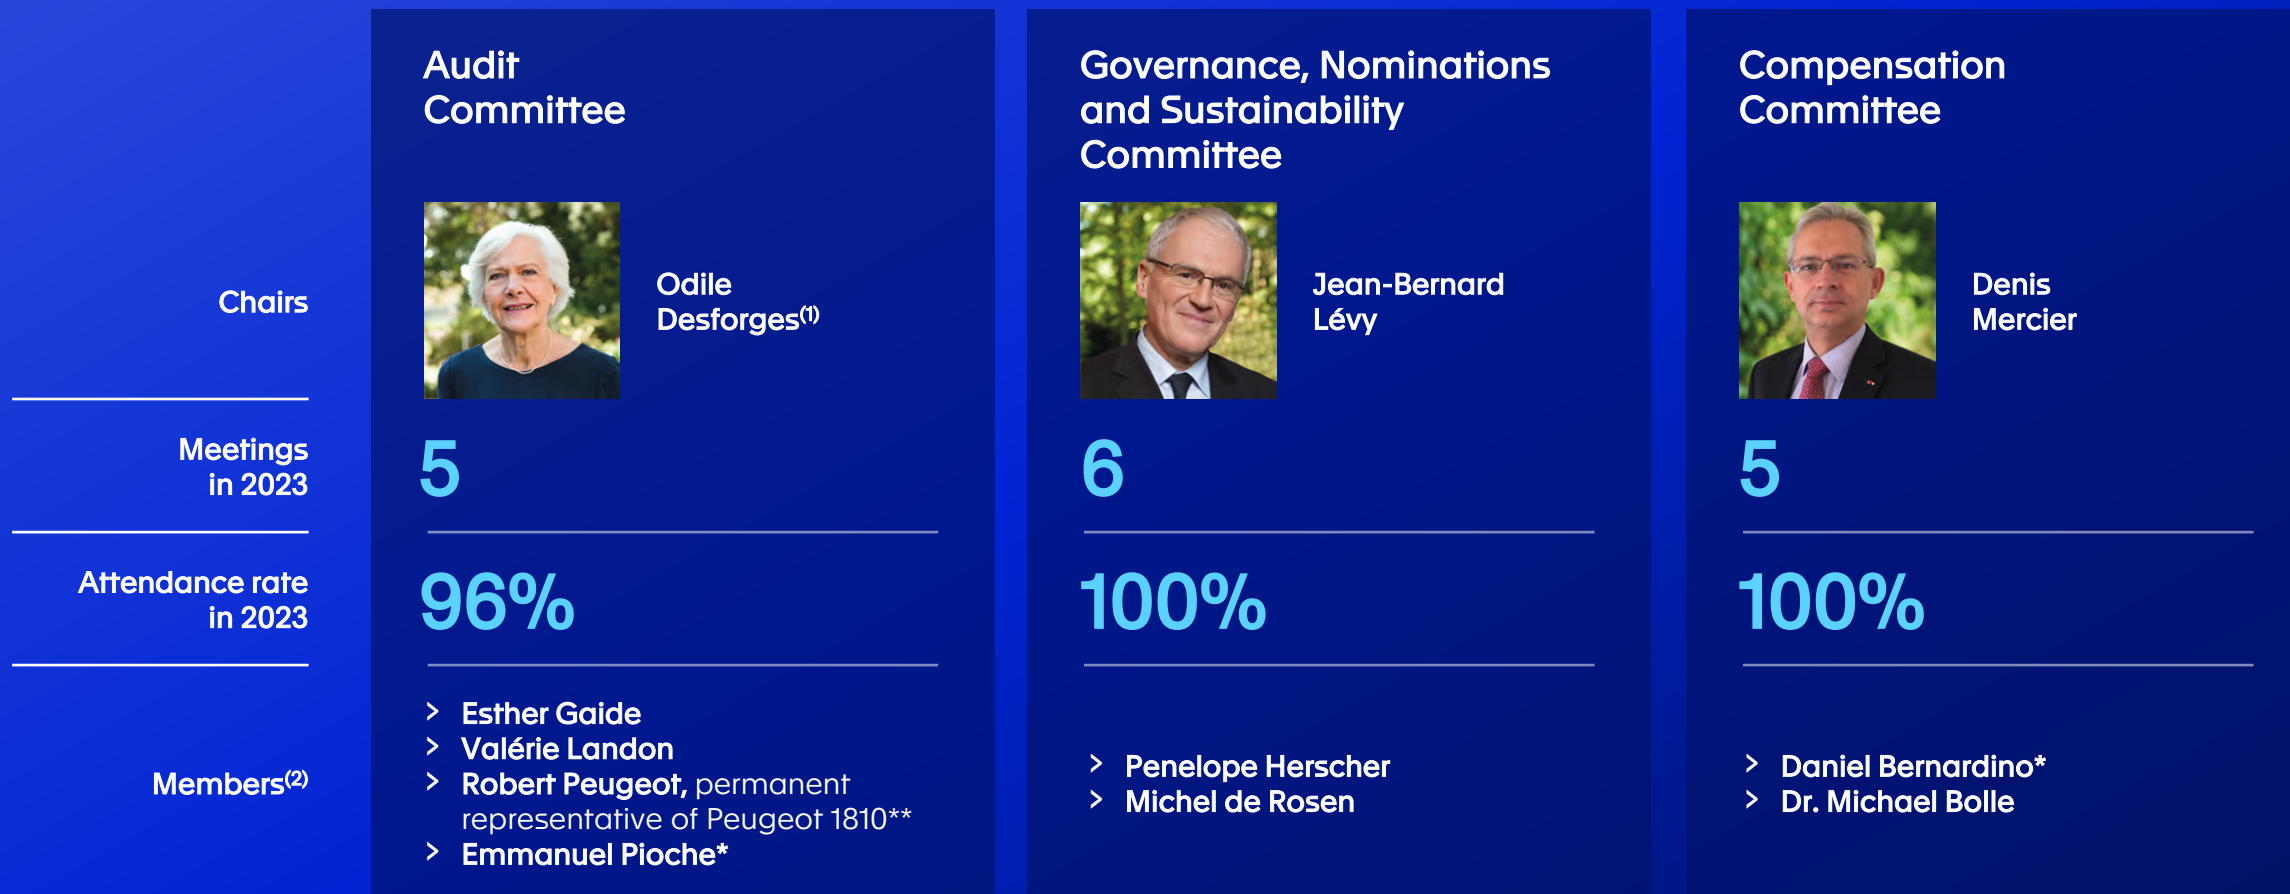 Audit
Committee
Governance, Nominations
and Sustainability
Committee
Compensation
Committee
Chairs
Odile
Desforges(1)
Jean-Bernard
Lévy
Denis
Mercier
Meetings
in 2023
5
6
5
Attendance rate
in 2023
96%
100%
100%
Members(2)
> Esther Gaide
> Valérie Landon
> Robert Peugeot, permanent
representative of Peugeot 1810**
> Emmanuel Pioche*
> Penelope Herscher
> Michel de Rosen
> Daniel Bernardino*
> Dr. Michael Bolle